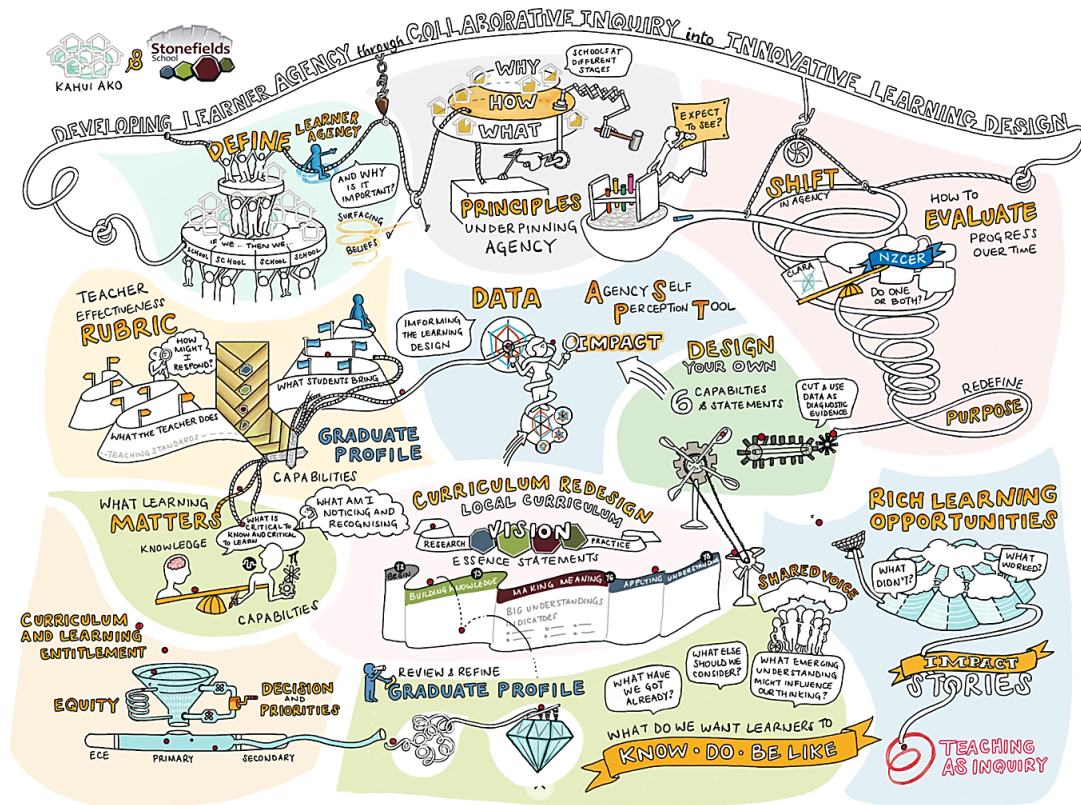 DEVELOPING LEARNER AGENCY through COLLABORATIVE INQUIRY into INNOVATIVE LEARNING DESIGN
KAHUI AKO
&
Stonefields
School
DEFINE LEARNER
AGENCY
AND WHY
IS IT
IMPORTANT?
IF WE... THEN WE...
SCHOOL SCHOOL SCHOOL SCHOOL
SURFACING
BELIEFS
WHY
HOW
WHAT
SCHOOLS AT
DIFFERENT
STAGES
EXPECT
TO SEE?
PRINCIPLES
UNDERPINNING
AGENCY
SHIFT
IN AGENCY
HOW TO
EVALUATE
PROGRESS
OVER TIME
CLARA
NZCER
DO ONE
OR BOTH?
REDEFINE
PURPOSE
TEACHER
EFFECTIVENESS
RUBRIC
HOW
MIGHT
I
RESPOND?
WHAT THE TEACHER DOES
TEACHING STANDARDS
WHAT STUDENTS BRING
GRADUATE
PROFILE
CAPABILITIES
DATA
IMFORMING
THE LEARNING
DESIGN
AGENCY SELF
PERCEPTION TOOL
IMPACT
DESIGN
YOUR OWN
6 CAPABILTIES
& STATEMENTS
CUT & USE
DATA AS
DIAGNOSTIC
EVIDENCE
WHAT LEARNING
MATTERS
KNOWLEDGE
WHAT IS
CRITICAL TO
KNOW AND CRITICAL
TO LEARN
WHAT AM I
NOTICING AND
RECOGNISING
CAPABILTIES
CURRICULUM REDESIGN
LOCAL CURRICULUM
RESEARCH VISION PRACTICE
ESSENCE STATEMENTS
BEGIN
BUILDING KNOWLEDGE
MAKING MEANING
APPLYING UNDERSTANDING
BIG UNDERSTANDINGS
INDICATORS
RICH LEARNING
OPPORTUNITIES
WHAT
DIDN'T?
WHAT
WORKED?
IMPACT
STORIES
TEACHING
AS INQUIRY
CURRICULUM
AND LEARNING
ENTITLEMENT
EQUITY
DECISION
AND
PRIORITIES
ECE PRIMARY SECONDARY
REVIEW & REFINE
GRADUATE PROFILE
SHARED VOICE
WHAT HAVE
WE GOT
ALREADY?
WHAT ELSE
SHOULD WE
CONSIDER?
WHAT EMERGING
UNDERSTANDING
MIGHT INFLUENCE
OUR THINKING?
WHAT DO WE WANT LEARNERS TO
KNOW · DO · BE LIKE